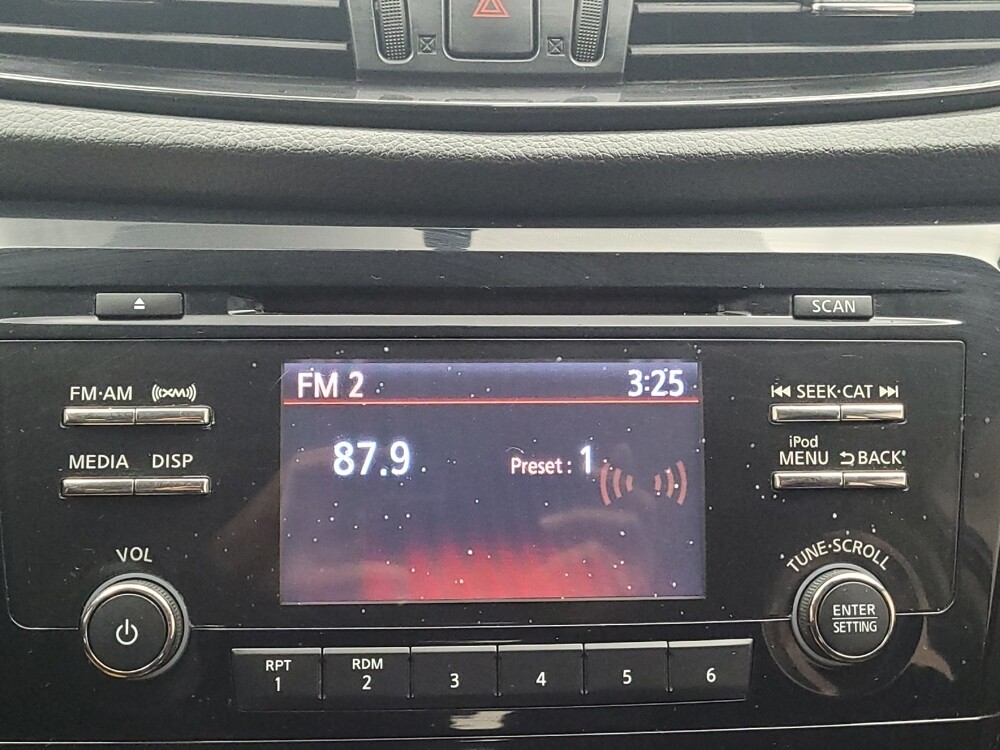 SCAN
FM·AM XM
FM 2 3:25
SEEK·CAT
87.9 Preset : 1
iPod
MENU BACK
MEDIA DISP
VOL
TUNE·SCROLL
ENTER
SETTING
RPT
1
RDM
2
3 4 5 6